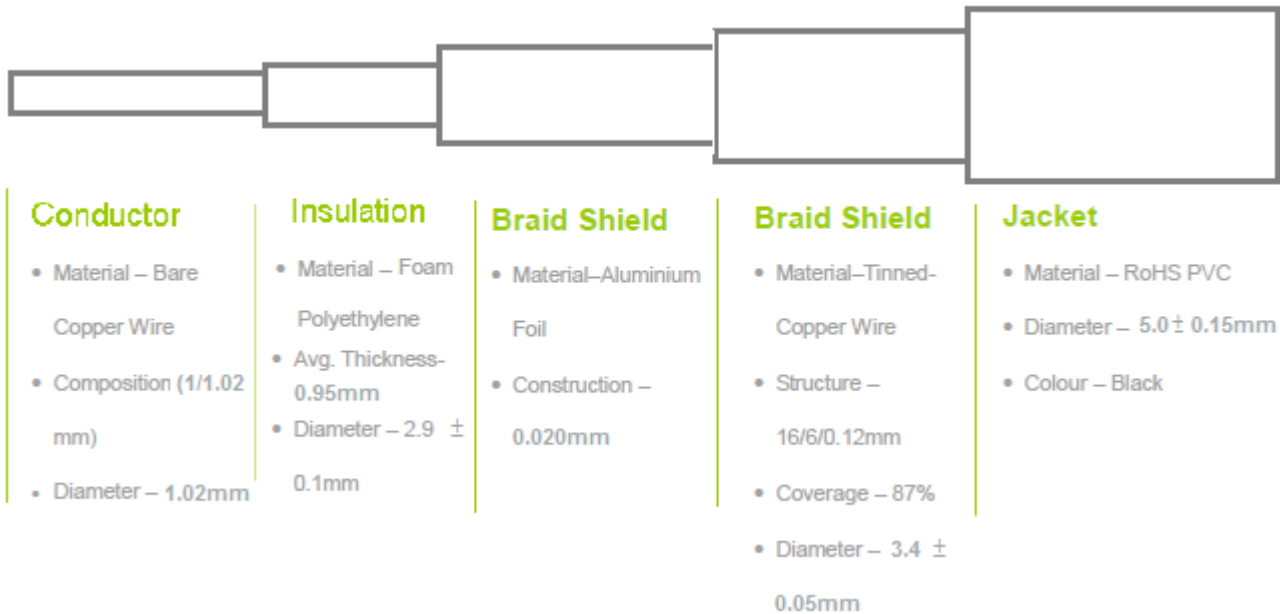 Conductor
• Material – Bare
Copper Wire
• Composition (1/1.02
mm)
• Diameter – 1.02mm
Insulation
• Material – Foam
Polyethylene
• Avg. Thickness-
0.95mm
• Diameter – 2.9 ±
0.1mm
Braid Shield
• Material–Aluminium
Foil
• Construction –
0.020mm
Braid Shield
• Material–Tinned-
Copper Wire
• Structure –
16/6/0.12mm
• Coverage – 87%
• Diameter – 3.4 ±
0.05mm
Jacket
• Material – RoHS PVC
• Diameter – 5.0 ± 0.15mm
• Colour – Black